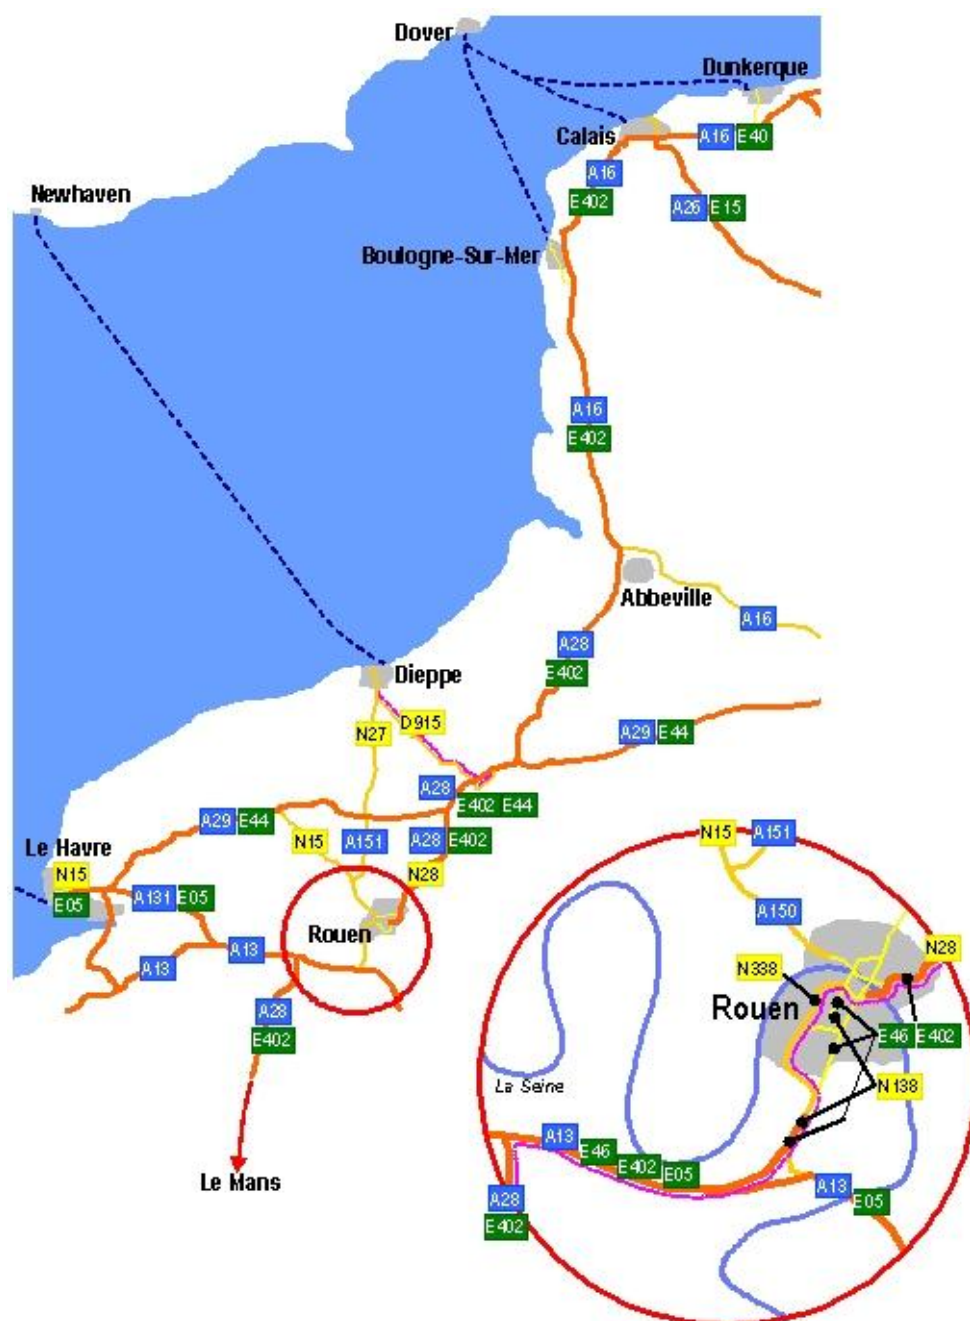 Dover
Dunkerque
Calais
A16 E40
A16
E402
Newhaven
A26 E15
Boulogne-Sur-Mer
A16
E402
Abbeville
A16
A28
E402
Dieppe
D915
N27
A29 E44
A28
E402 E44
A29 E44
N15
A151
A28 E402
Le Havre
N15
N28
E05
A131 E05
Rouen
A13
A13
A28
E402
Le Mans
N15
A151
A150
N28
N338
Rouen
E46 E402
La Seine
N138
A13
E46
E402
E05
A13
E05
A28
E402